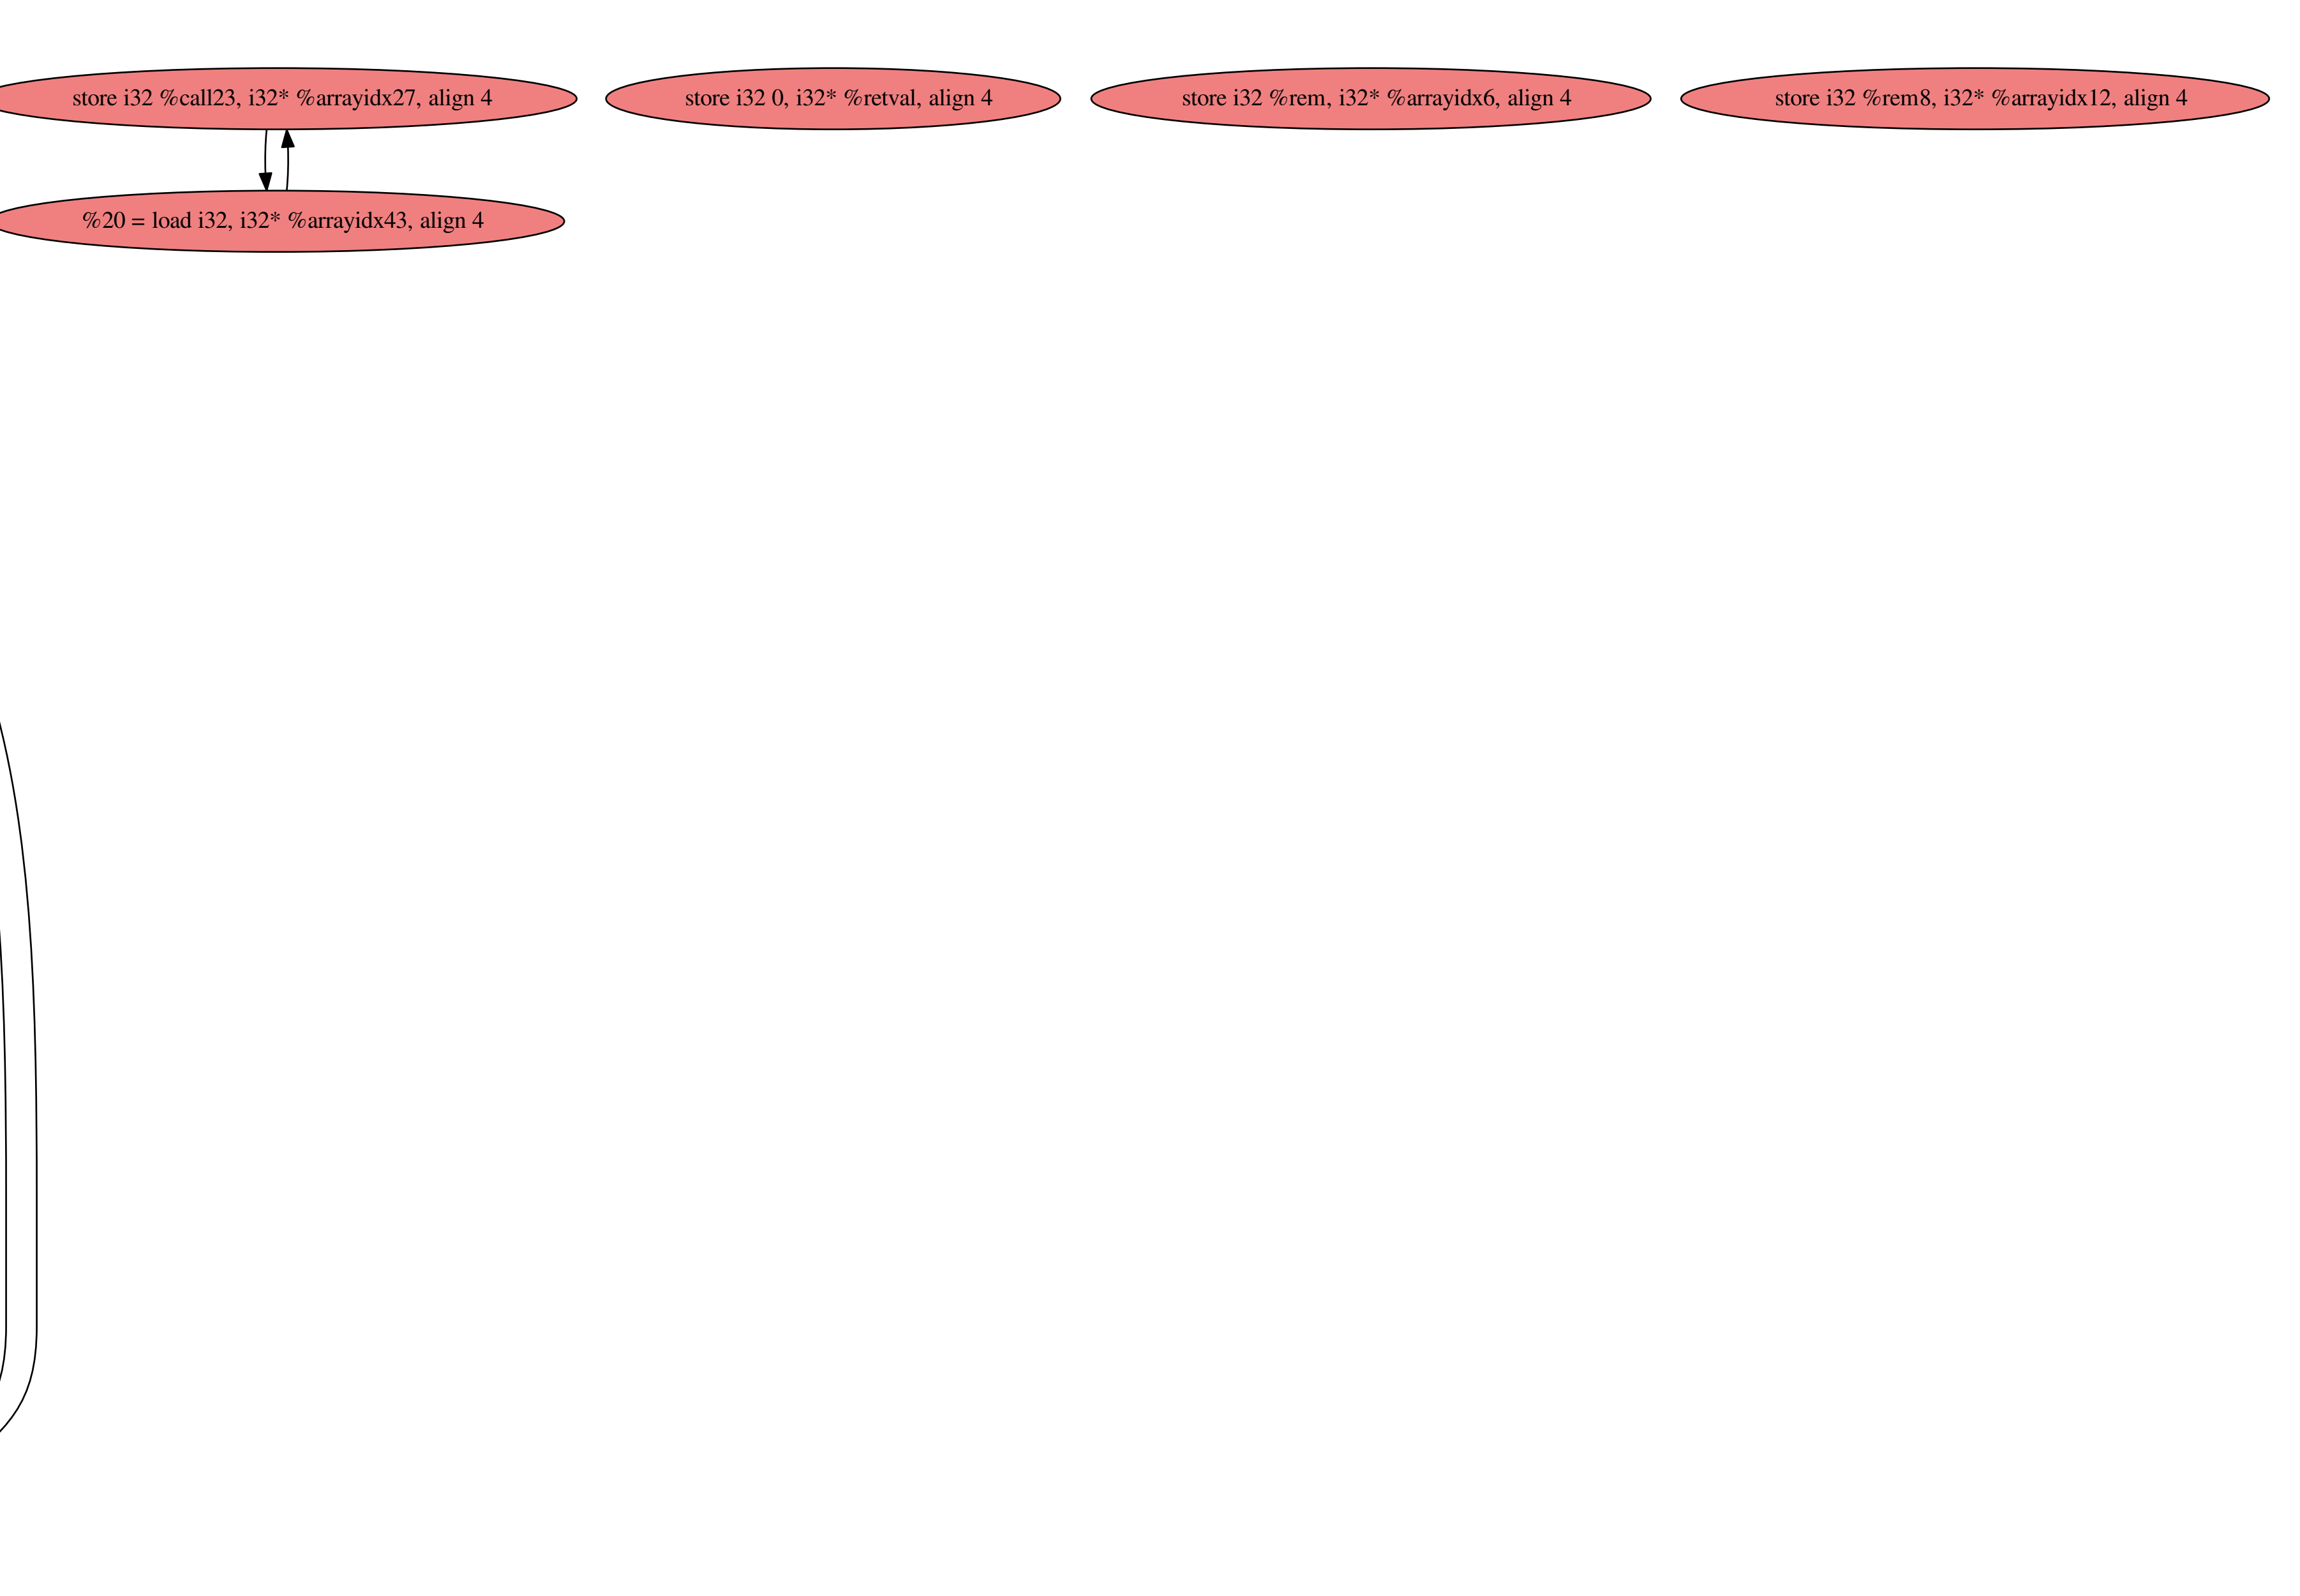 store i32 %call23, i32* %arrayidx27, align 4
store i32 0, i32* %retval, align 4
store i32 %rem, i32* %arrayidx6, align 4
store i32 %rem8, i32* %arrayidx12, align 4
%20 = load i32, i32* %arrayidx43, align 4